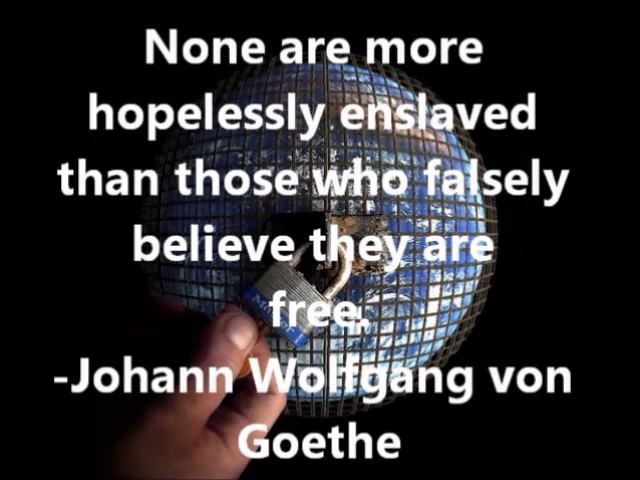 None are more
hopelessly enslaved
than those who falsely
believe they are
free.
-Johann Wolfgang von
Goethe